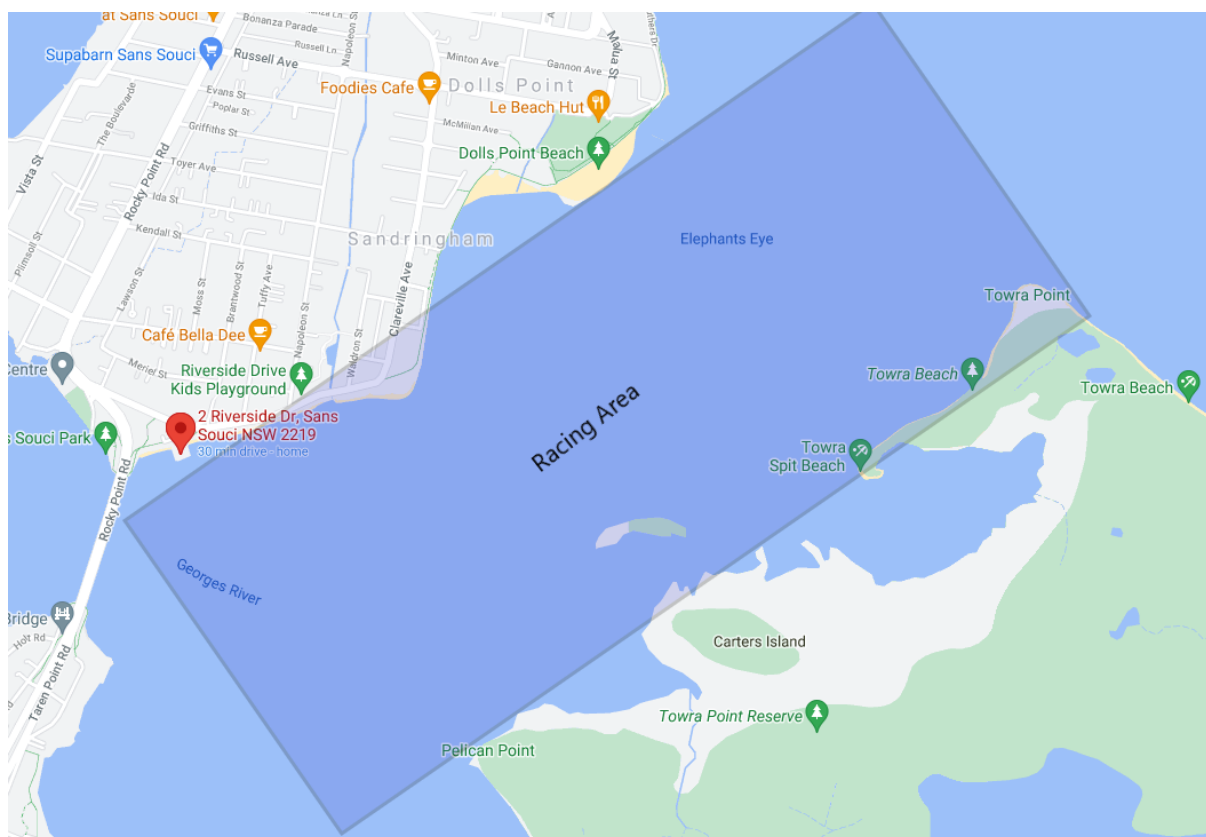 at Sans Souci
Bonanza Parade
Napoleon St
Malua St
Supabarn Sans Souci
Russell Ln
Russell Ave
Minton Ave
Gannon Ave
Dolls Point
Foodies Cafe
Le Beach Hut
The Boulevarde
Evans St
Poplar St
Griffiths St
McMillan Ave
Dolls Point Beach
Vista St
Rocky Point Rd
Toyer Ave
Ida St
Kendall St
Sandringham
Elephants Eye
Plimsoll St
Lawson St
Moss St
Brantwood St
Tuffy Ave
Clareville Ave
Towra Point
Café Bella Dee
Napoleon St
Waldron St
Centre
Meriel St
Riverside Drive
Kids Playground
Towra Beach
Towra Beach
Racing Area
2 Riverside Dr, Sans
Souci NSW 2219
30 min drive - home
s Souci Park
Towra
Spit Beach
Rocky Point Rd
Georges River
Bridge
Holt Rd
Taren Point Rd
Carters Island
Towra Point Reserve
Pelican Point